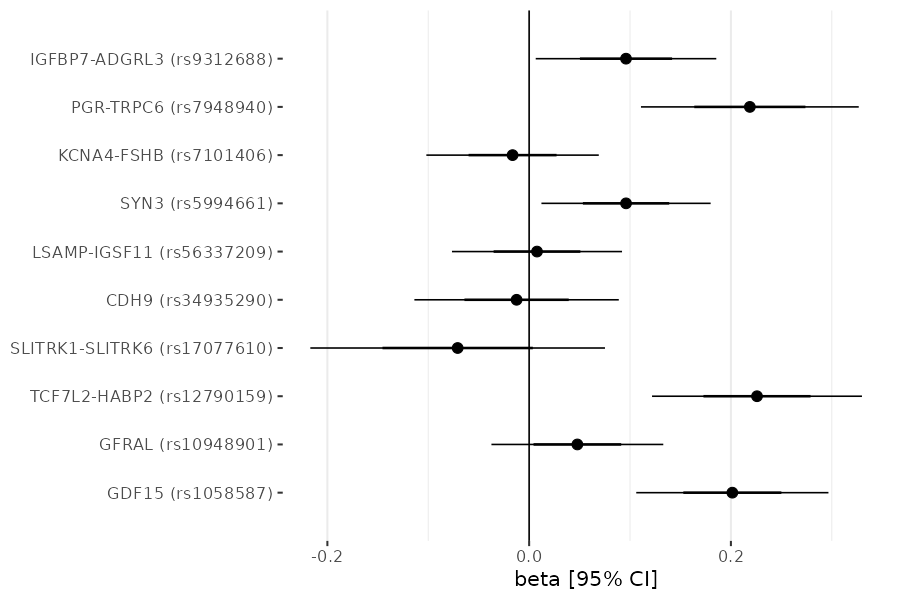 IGFBP7-ADGRL3 (rs9312688)
PGR-TRPC6 (rs7948940)
KCNA4-FSHB (rs7101406)
SYN3 (rs5994661)
LSAMP-IGSF11 (rs56337209)
CDH9 (rs34935290)
SLITRK1-SLITRK6 (rs17077610)
TCF7L2-HABP2 (rs12790159)
GFRAL (rs10948901)
GDF15 (rs1058587)
-0.2 0.0 0.2
beta [95% CI]